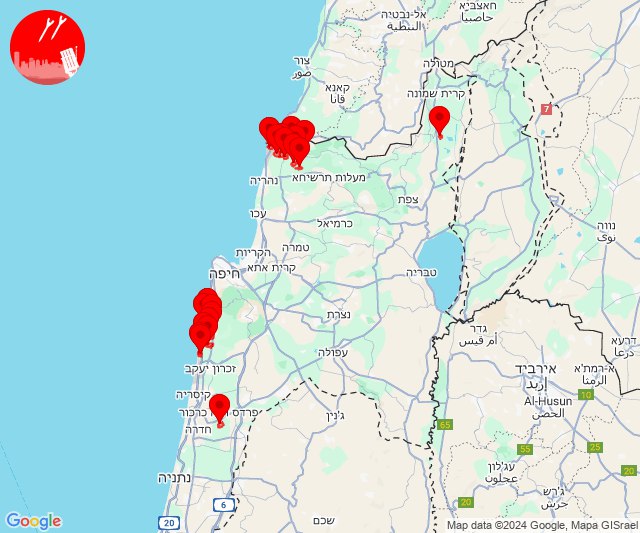 חאצביא
حاصبيا
אל-נבטיה
النبطية
מטולה
צור
صور
קאנא
قانا
קרית שמונה
7
נהריה
מעלות תרשיחא
צפת
עכו
כרמיאל
נווה
نوى
הקריות
טמרה
חיפה
קרית אתא
טבריה
נצרת
גדר
أم قيس
דרעא
درعا
עפולה
זכרון יעקב
אירביד
إربد
א-רמת'א
الرمثا
קיסריה
Al-Husun
الحصن
10
פרדס
כרכור
ג'נין
חדרה
65
25
55
נתניה
עג'לון
عجلون
20
ג'רש
جرش
6
20
שכם
Google
Map data ©2024 Google, Mapa GISrael